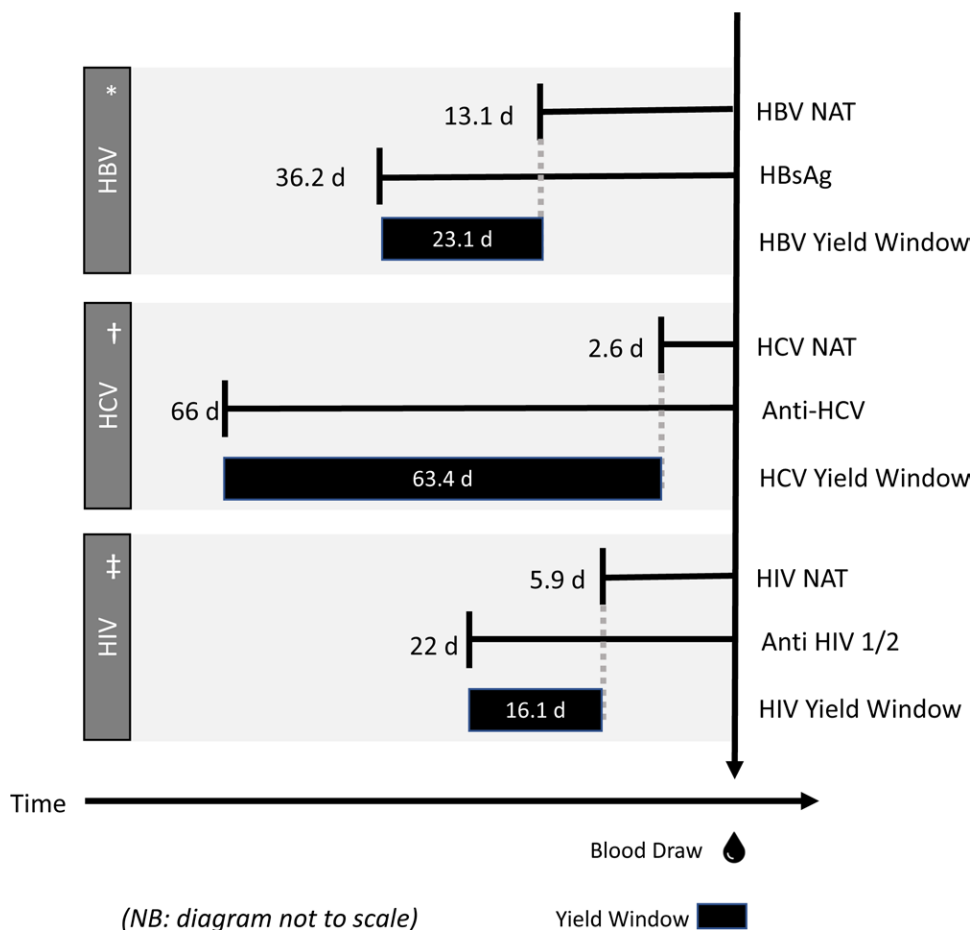 HBV *
13.1 d
HBV NAT
36.2 d
HBsAg
23.1 d
HBV Yield Window
HCV †
2.6 d
HCV NAT
66 d
Anti-HCV
63.4 d
HCV Yield Window
HIV ‡
5.9 d
HIV NAT
22 d
Anti HIV 1/2
16.1 d
HIV Yield Window
Time
Blood Draw
(NB: diagram not to scale)
Yield Window